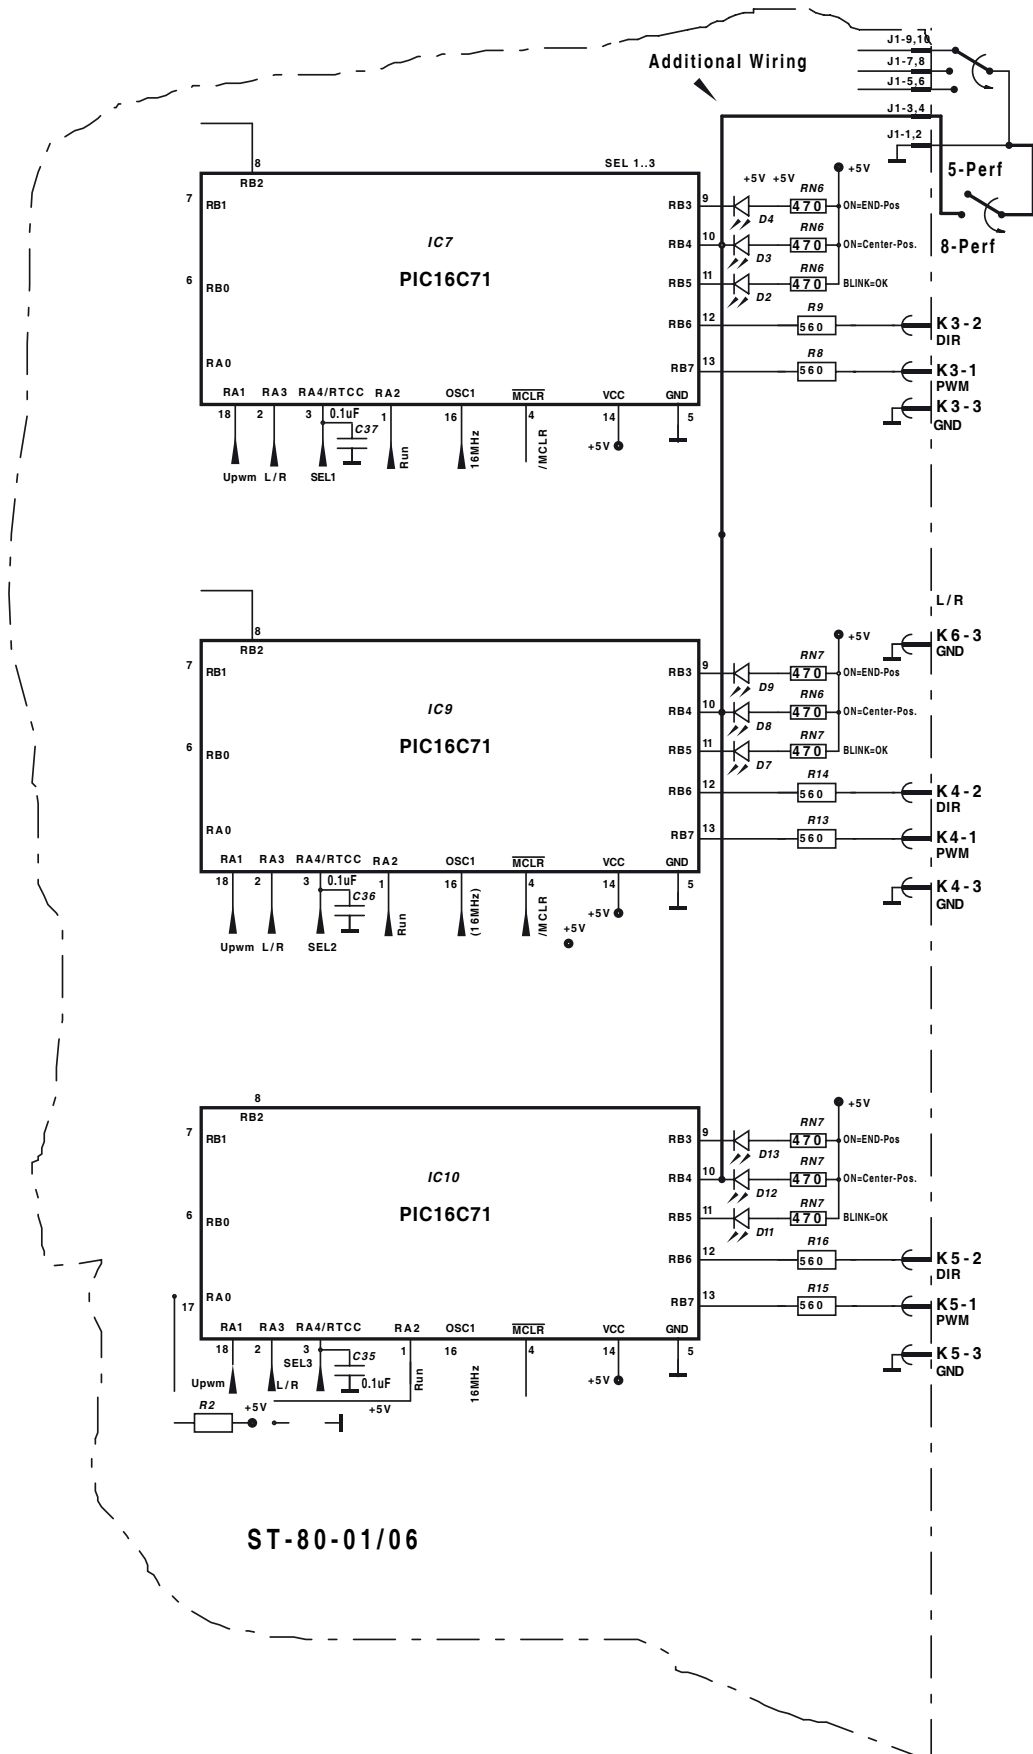 J1-9,10
Additional Wiring
J1-7,8
J1-5,6
J1-3,4
J1-1,2
5-Perf
8-Perf
8
SEL 1..3
+5V
RB2
7
RB1
RB3
9
+5V +5V
RN6
470
ON=END-Pos
D4
IC7
RB4
10
RN6
470
ON=Center-Pos.
D3
PIC16C71
6
RB0
RB5
11
RN6
470
BLINK=OK
D2
RB6
12
R9
560
K3-2
DIR
RA0
RB7
13
R8
560
K3-1
PWM
RA1
RA3
RA4/RTCC
RA2
OSC1
MCLR
VCC
GND
K3-3
GND
18
2
3
0.1uF
1
16
4
14
5
C37
+5V
Upwm
L/R
SEL1
Run
16MHz
/MCLR
L/R
K6-3
GND
8
+5V
RB2
7
RB1
RB3
9
RN7
470
ON=END-Pos
D9
IC9
RB4
10
RN6
470
ON=Center-Pos.
D8
PIC16C71
6
RB0
RB5
11
RN7
470
BLINK=OK
D7
RB6
12
R14
560
K4-2
DIR
RA0
RB7
13
R13
560
K4-1
PWM
RA1
RA3
RA4/RTCC
RA2
OSC1
MCLR
VCC
GND
K4-3
GND
18
2
3
0.1uF
1
16
4
14
5
C36
+5V
+5V
Upwm
L/R
SEL2
Run
(16MHz)
/MCLR
8
+5V
RB2
7
RB1
RB3
9
RN7
470
ON=END-Pos
D13
IC10
RB4
10
RN7
470
ON=Center-Pos.
D12
PIC16C71
6
RB0
RB5
11
RN7
470
BLINK=OK
D11
RB6
12
R16
560
K5-2
DIR
17
RA0
RB7
13
R15
560
K5-1
PWM
RA1
RA3
RA4/RTCC
RA2
OSC1
MCLR
VCC
GND
K5-3
GND
18
2
3
1
16
4
14
5
SEL3
C35
0.1uF
+5V
Upwm
L/R
Run
16MHz
R2
+5V
+5V
ST-80-01/06